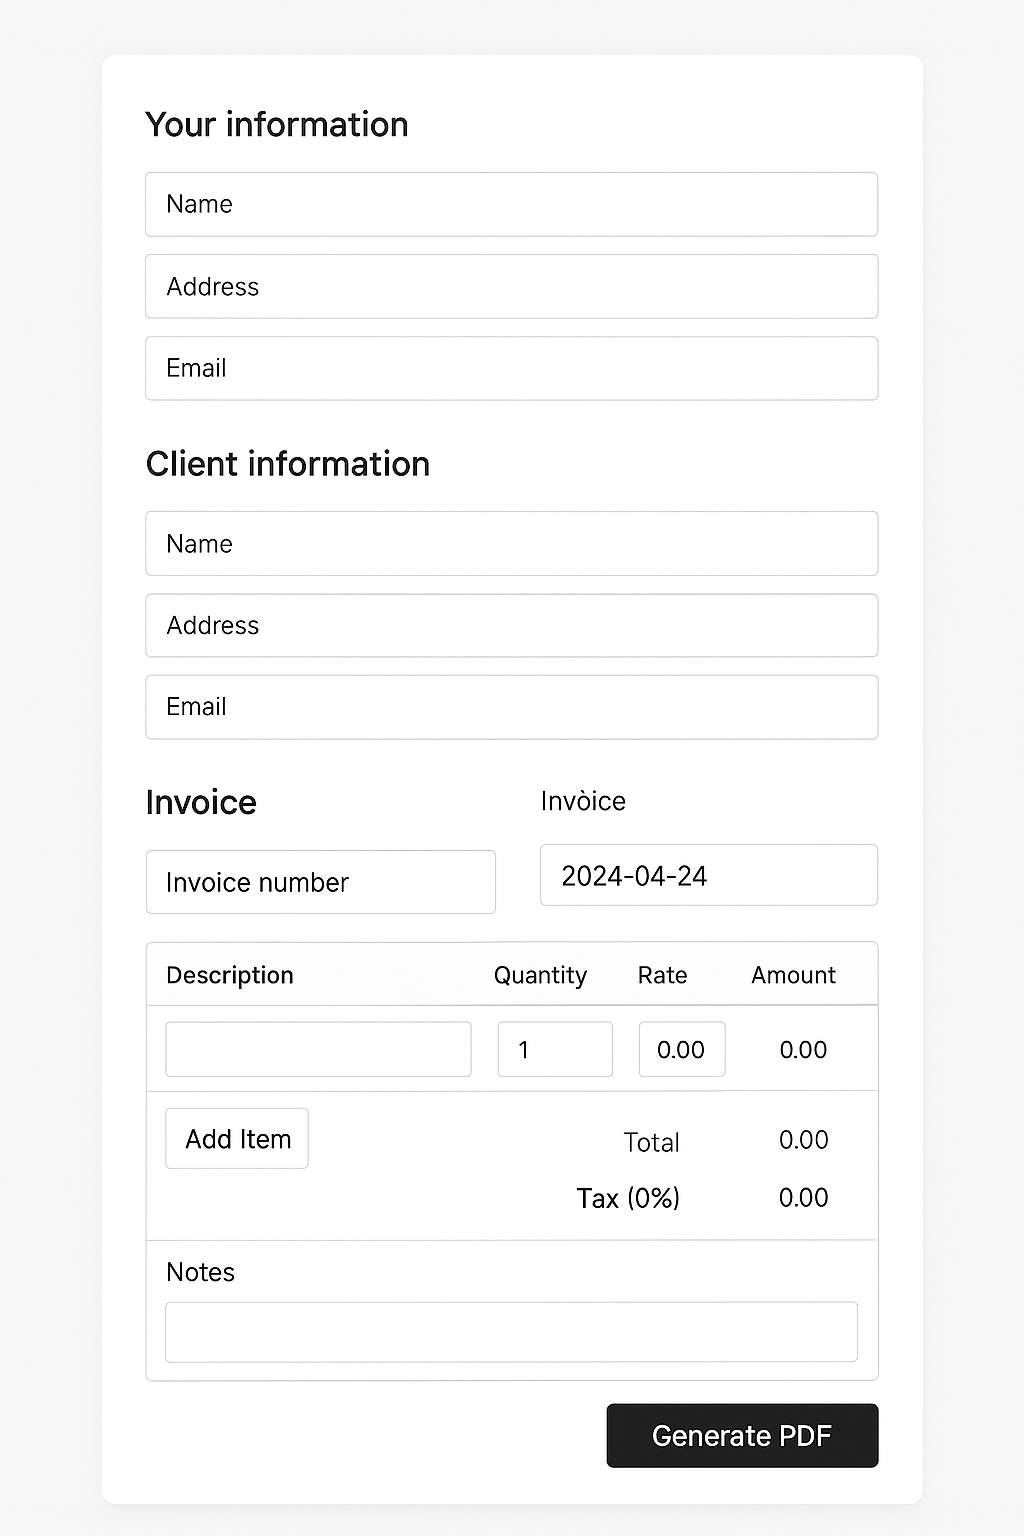 Your information
Name
Address
Email
Client information
Name
Address
Email
Invoice
Invòice
Invoice number
2024-04-24
Description Quantity Rate Amount
1 0.00 0.00
Add Item
Total 0.00
Tax (0%) 0.00
Notes
Generate PDF